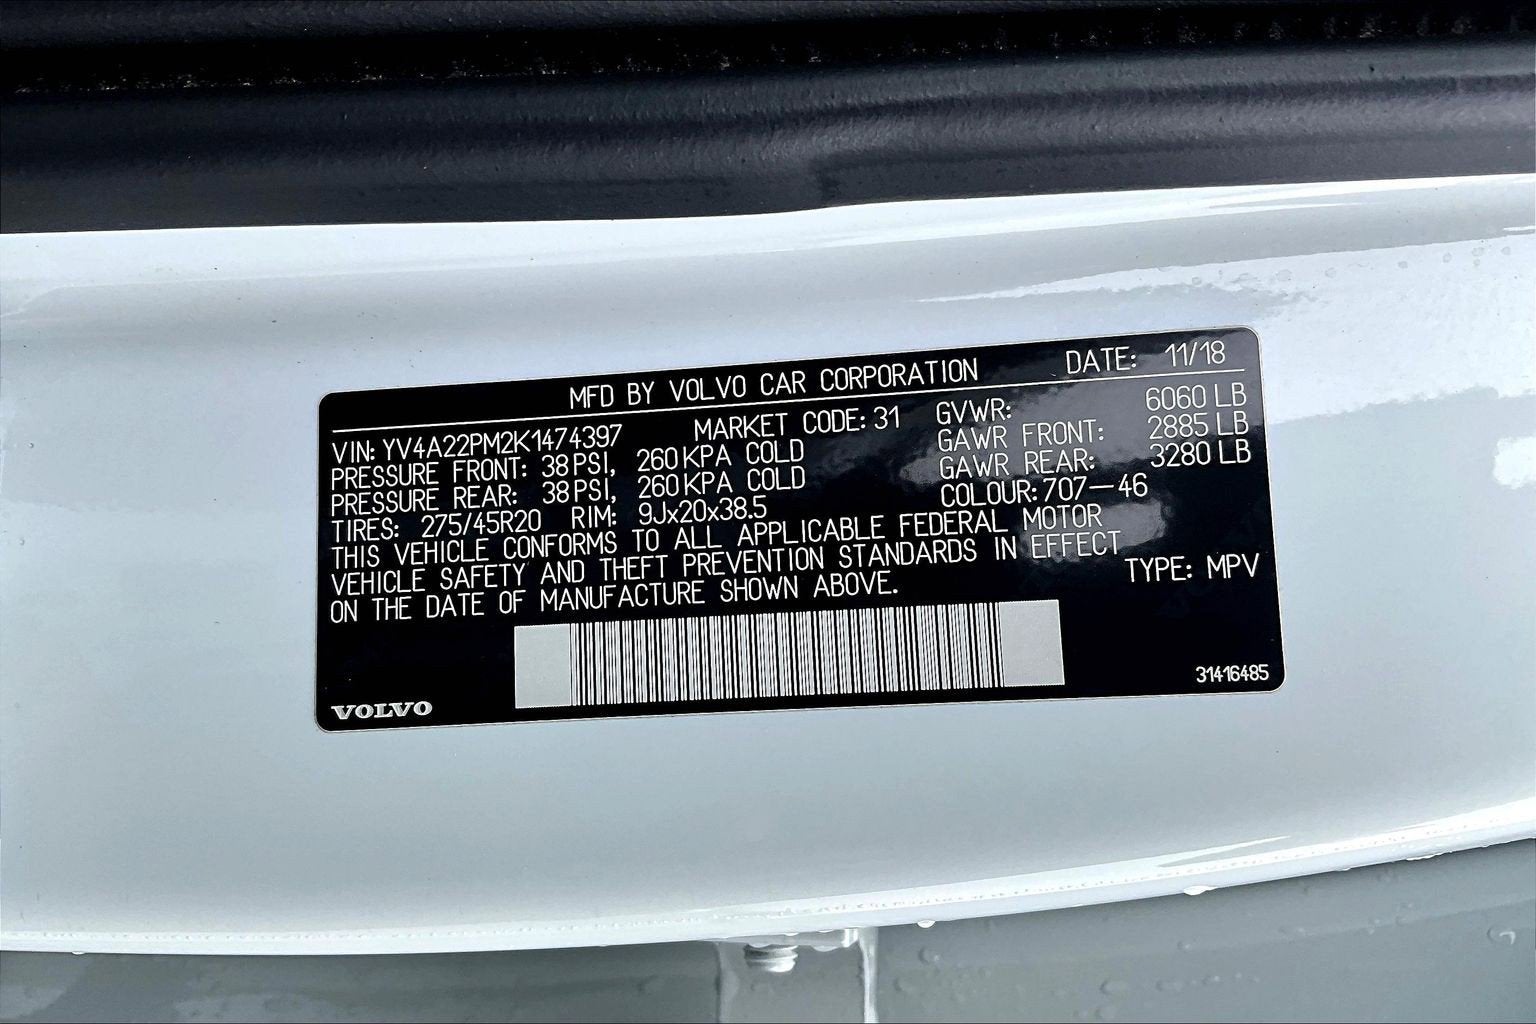 MFD BY VOLVO CAR CORPORATION DATE: 11/18
VIN: YV4A22PM2K1474397 MARKET CODE: 31 GVWR: 6060 LB
PRESSURE FRONT: 38 PSI, 260 KPA COLD GAWR FRONT: 2885 LB
PRESSURE REAR: 38 PSI, 260 KPA COLD GAWR REAR: 3280 LB
TIRES: 275/45R20 RIM: 9Jx20x38.5 COLOUR: 707-46
THIS VEHICLE CONFORMS TO ALL APPLICABLE FEDERAL MOTOR
VEHICLE SAFETY AND THEFT PREVENTION STANDARDS IN EFFECT
ON THE DATE OF MANUFACTURE SHOWN ABOVE. TYPE: MPV
31416485
VOLVO